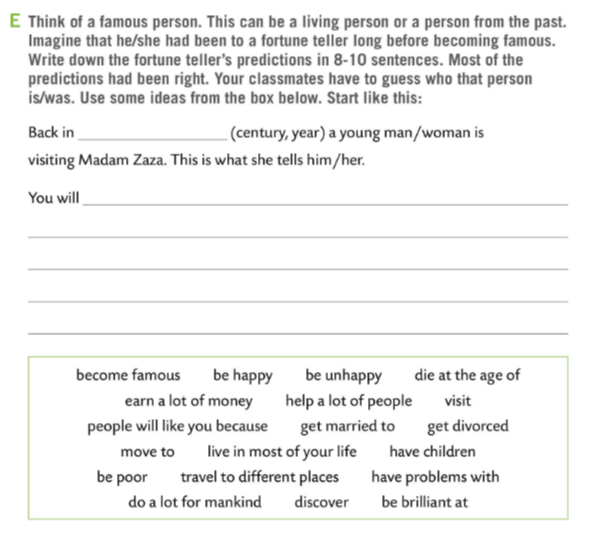 E Think of a famous person. This can be a living person or a person from the past.
Imagine that he/she had been to a fortune teller long before becoming famous.
Write down the fortune teller's predictions in 8-10 sentences. Most of the
predictions had been right. Your classmates have to guess who that person
is/was. Use some ideas from the box below. Start like this:
Back in ____________________ (century, year) a young man/woman is
visiting Madam Zaza. This is what she tells him/her.
You will ____________________
become famous be happy be unhappy die at the age of
earn a lot of money help a lot of people visit
people will like you because get married to get divorced
move to live in most of your life have children
be poor travel to different places have problems with
do a lot for mankind discover be brilliant at